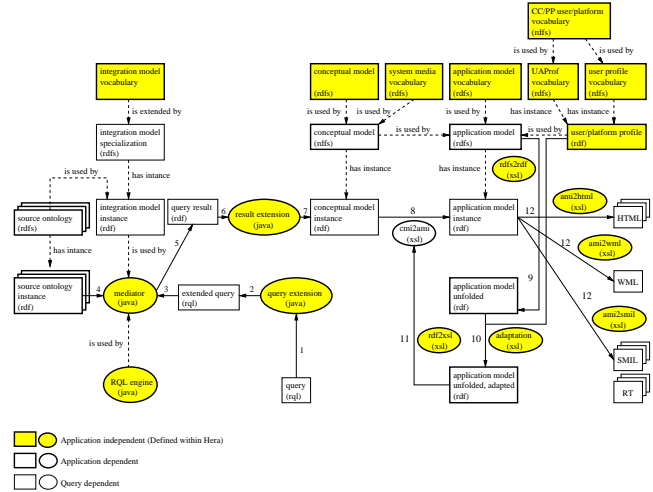 CC/PP user/platform
vocabulary
(rdfs)
is used by
is used by
integration model
vocabulary
conceptual model
(rdfs)
system media
vocabulary
(rdfs)
application model
vocabulary
(rdfs)
UAProf
vocabulary
(rdfs)
user profile
vocabulary
(rdfs)
is extended by
is used by
is used by
is used by
has instance
has instance
integration model
specialization
(rdfs)
conceptual model
(rdfs)
is used by
application model
(rdfs)
is used by
user/platform profile
(rdf)
rdfs2rdf
(xsl)
is used by
has intance
has instance
has instance
source ontology
(rdfs)
integration model
instance
(rdf)
query result
(rdf)
6
result extension
(java)
7
conceptual model
instance
(rdf)
8
cmi2ami
(xsl)
application model
instance
(rdf)
12
ami2html
(xsl)
HTML
has intance
is used by
5
12
ami2wml
(xsl)
source ontology
instance
(rdf)
4
mediator
(java)
3
extended query
(rql)
2
query extension
(java)
application model
unfolded
(rdf)
9
WML
12
ami2smil
(xsl)
is used by
1
11
rdf2xsl
(xsl)
10
adaptation
(xsl)
SMIL
RQL engine
(java)
query
(rql)
application model
unfolded, adapted
(rdf)
RT
Application independent (Defined within Hera)
Application dependent
Query dependent